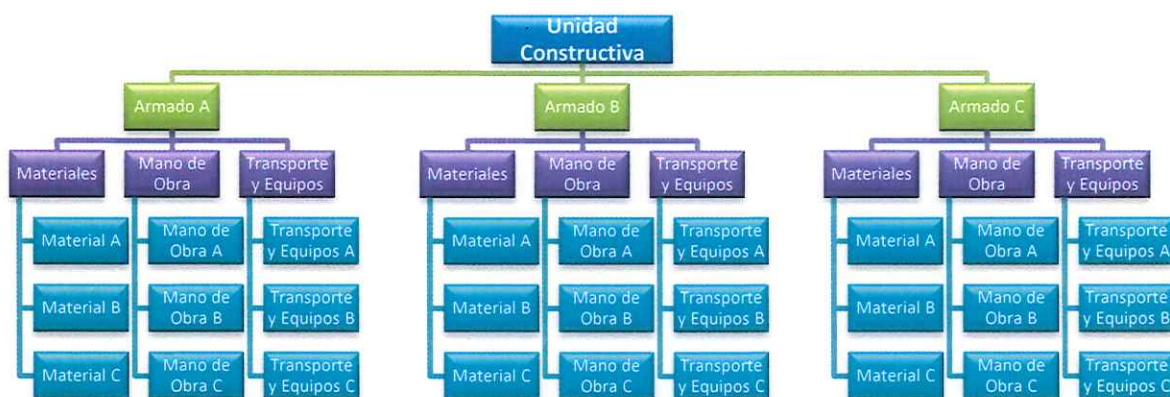 Unidad
Constructiva
Armado A
Armado B
Armado C
Materiales
Mano de
Obra
Transporte
y Equipos
Materiales
Mano de
Obra
Transporte
y Equipos
Materiales
Mano de
Obra
Transporte
y Equipos
Material A
Mano de
Obra A
Transporte
y Equipos A
Material A
Mano de
Obra A
Transporte
y Equipos A
Material A
Mano de
Obra A
Transporte
y Equipos A
Material B
Mano de
Obra B
Transporte
y Equipos B
Material B
Mano de
Obra B
Transporte
y Equipos B
Material B
Mano de
Obra B
Transporte
y Equipos B
Material C
Mano de
Obra C
Transporte
y Equipos C
Material C
Mano de
Obra C
Transporte
y Equipos C
Material C
Mano de
Obra C
Transporte
y Equipos C